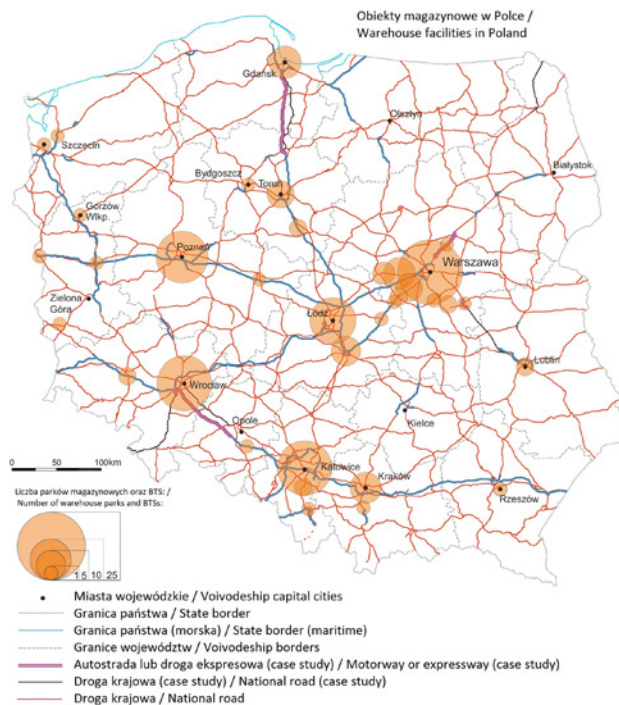 Obiekty magazynowe w Polce /
Warehouse facilities in Poland
Gdańsk
Olsztyn
Szczecin
Białystok
Bydgoszcz
Toruń
Gorzów
Wlkp.
Poznań
Warszawa
Zielona
Góra
Łódź
Lublin
Wrocław
Opole
Kielce
0 50 100km
Katowice
Kraków
Rzeszów
Liczba parków magazynowych oraz BTS: /
Number of warehouse parks and BTSs:
1 5 10 25
Miasta wojewódzkie / Voivodeship capital cities
Granica państwa / State border
Granica państwa (morska) / State border (maritime)
Granice województw / Voivodeship borders
Autostrada lub droga ekspresowa (case study) / Motorway or expressway (case study)
Droga krajowa (case study) / National road (case study)
Droga krajowa / National road